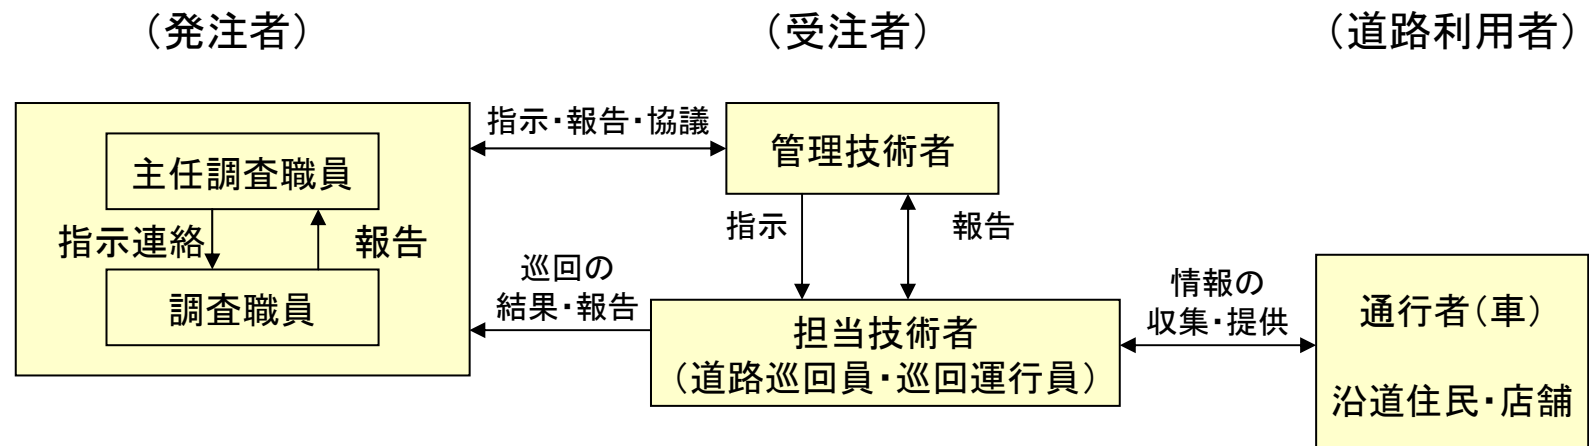 （発注者）
（受注者）
（道路利用者）
主任調査職員
指示連絡
報告
調査職員
指示・報告・協議
管理技術者
指示
報告
巡回の
結果・報告
担当技術者
（道路巡回員・巡回運行員）
情報の
収集・提供
通行者（車）
沿道住民・店舗